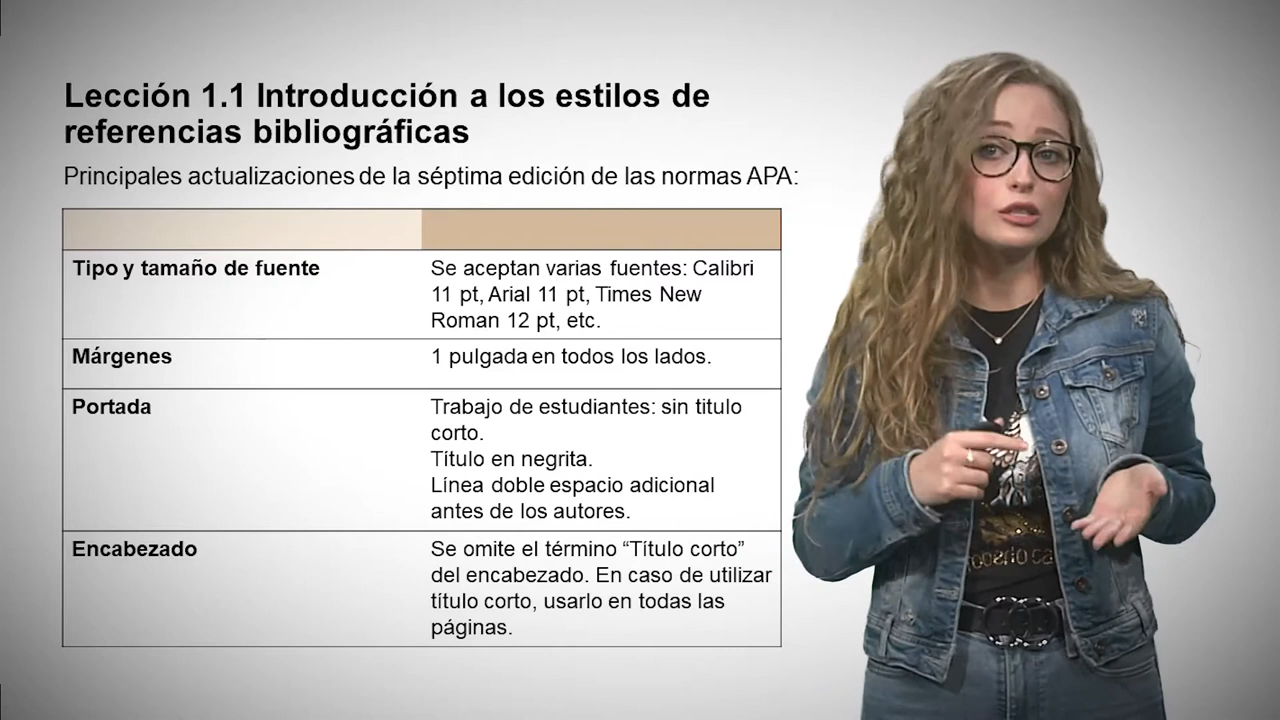 Lección 1.1 Introducción a los estilos de
referencias bibliográficas
Principales actualizaciones de la séptima edición de las normas APA:
Tipo y tamaño de fuente
Se aceptan varias fuentes: Calibri
11 pt, Arial 11 pt, Times New
Roman 12 pt, etc.
Márgenes
1 pulgada en todos los lados.
Portada
Trabajo de estudiantes: sin titulo
corto.
Título en negrita.
Línea doble espacio adicional
antes de los autores.
Encabezado
Se omite el término “Título corto”
del encabezado. En caso de utilizar
título corto, usarlo en todas las
páginas.